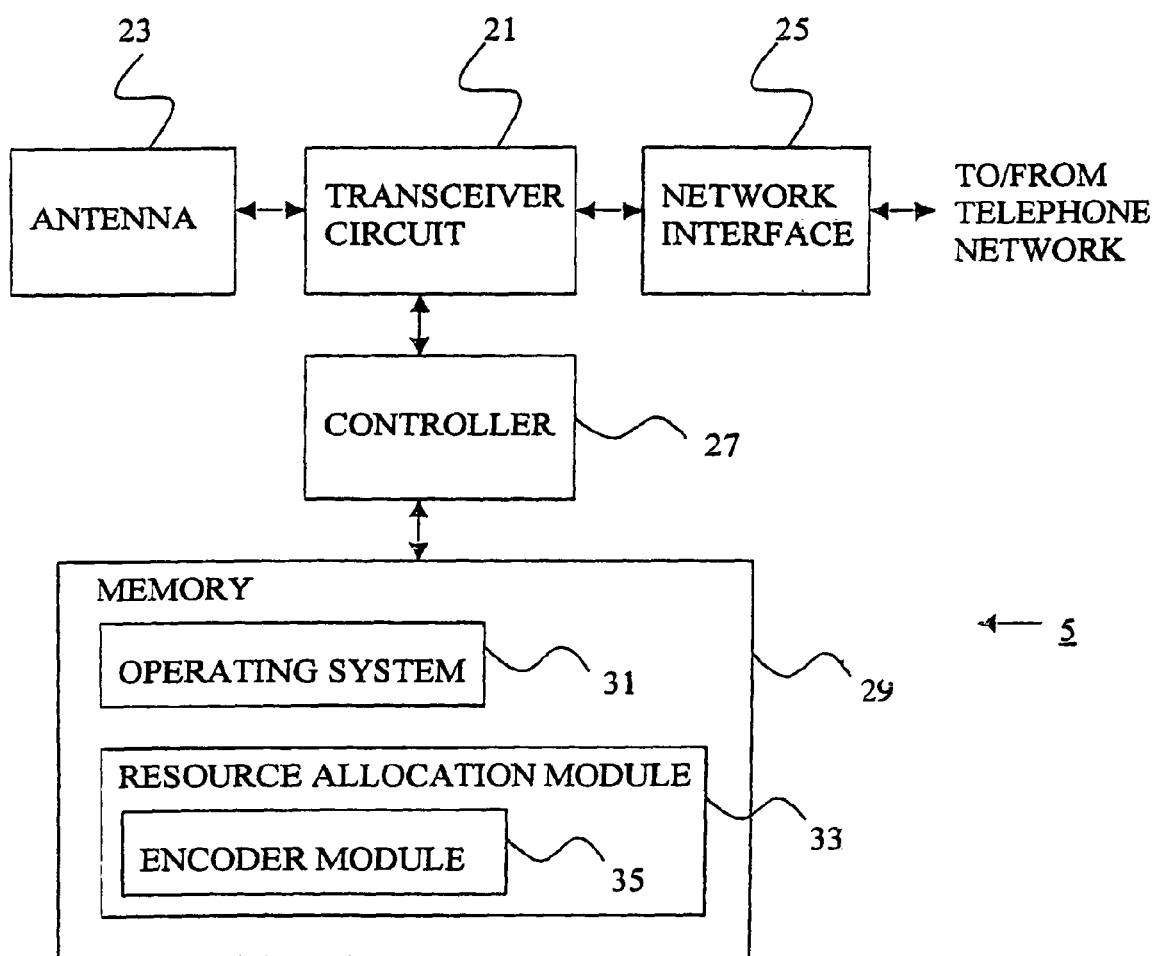 23
21
25
ANTENNA
TRANSCEIVER
CIRCUIT
NETWORK
INTERFACE
TO/FROM
TELEPHONE
NETWORK
CONTROLLER
27
MEMORY
OPERATING SYSTEM
31
29
5
RESOURCE ALLOCATION MODULE
33
ENCODER MODULE
35